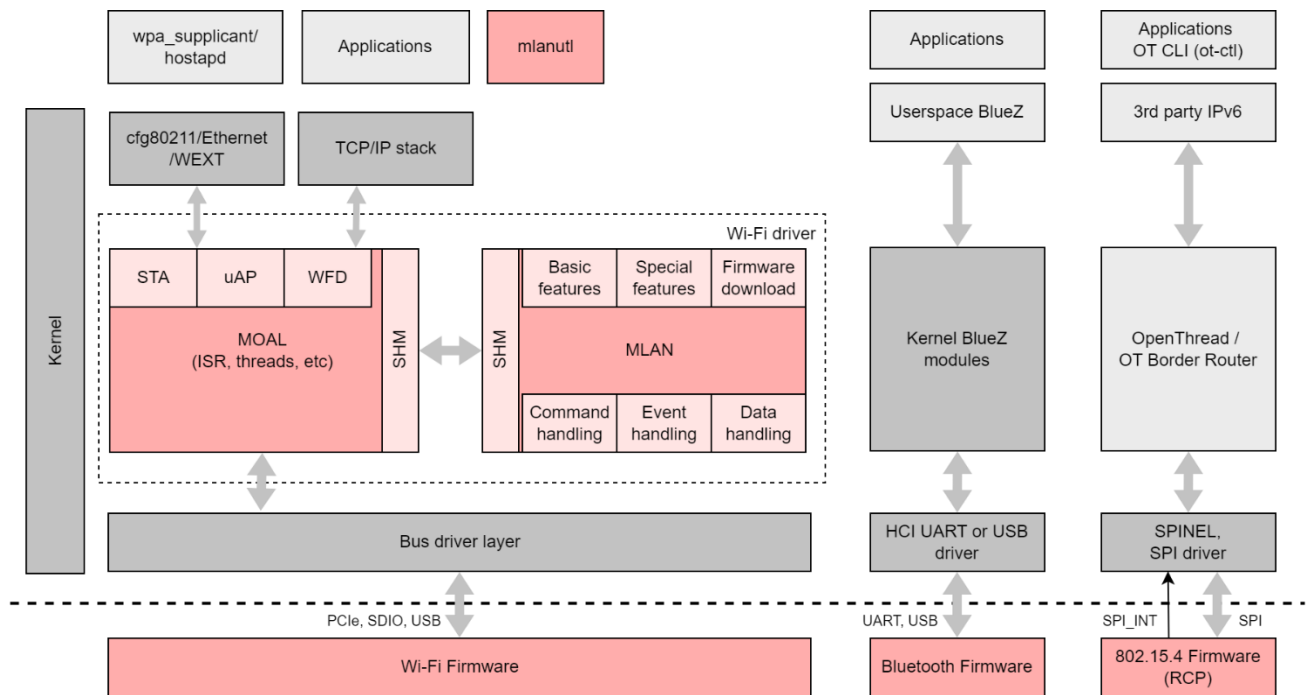 wpa_supplicant/
hostapd
Applications
mlanutl
Applications
Applications
OT CLI (ot-ctl)
Userspace BlueZ
3rd party IPv6
Kernel
cfg80211/Ethernet
/WEXT
TCP/IP stack
Wi-Fi driver
STA
uAP
WFD
MOAL
(ISR, threads, etc)
SHM
SHM
Basic
features
Special
features
Firmware
download
MLAN
Command
handling
Event
handling
Data
handling
Kernel BlueZ
modules
OpenThread /
OT Border Router
Bus driver layer
HCI UART or USB
driver
SPINEL,
SPI driver
PCIe, SDIO, USB
UART, USB
SPI_INT
SPI
Wi-Fi Firmware
Bluetooth Firmware
802.15.4 Firmware
(RCP)